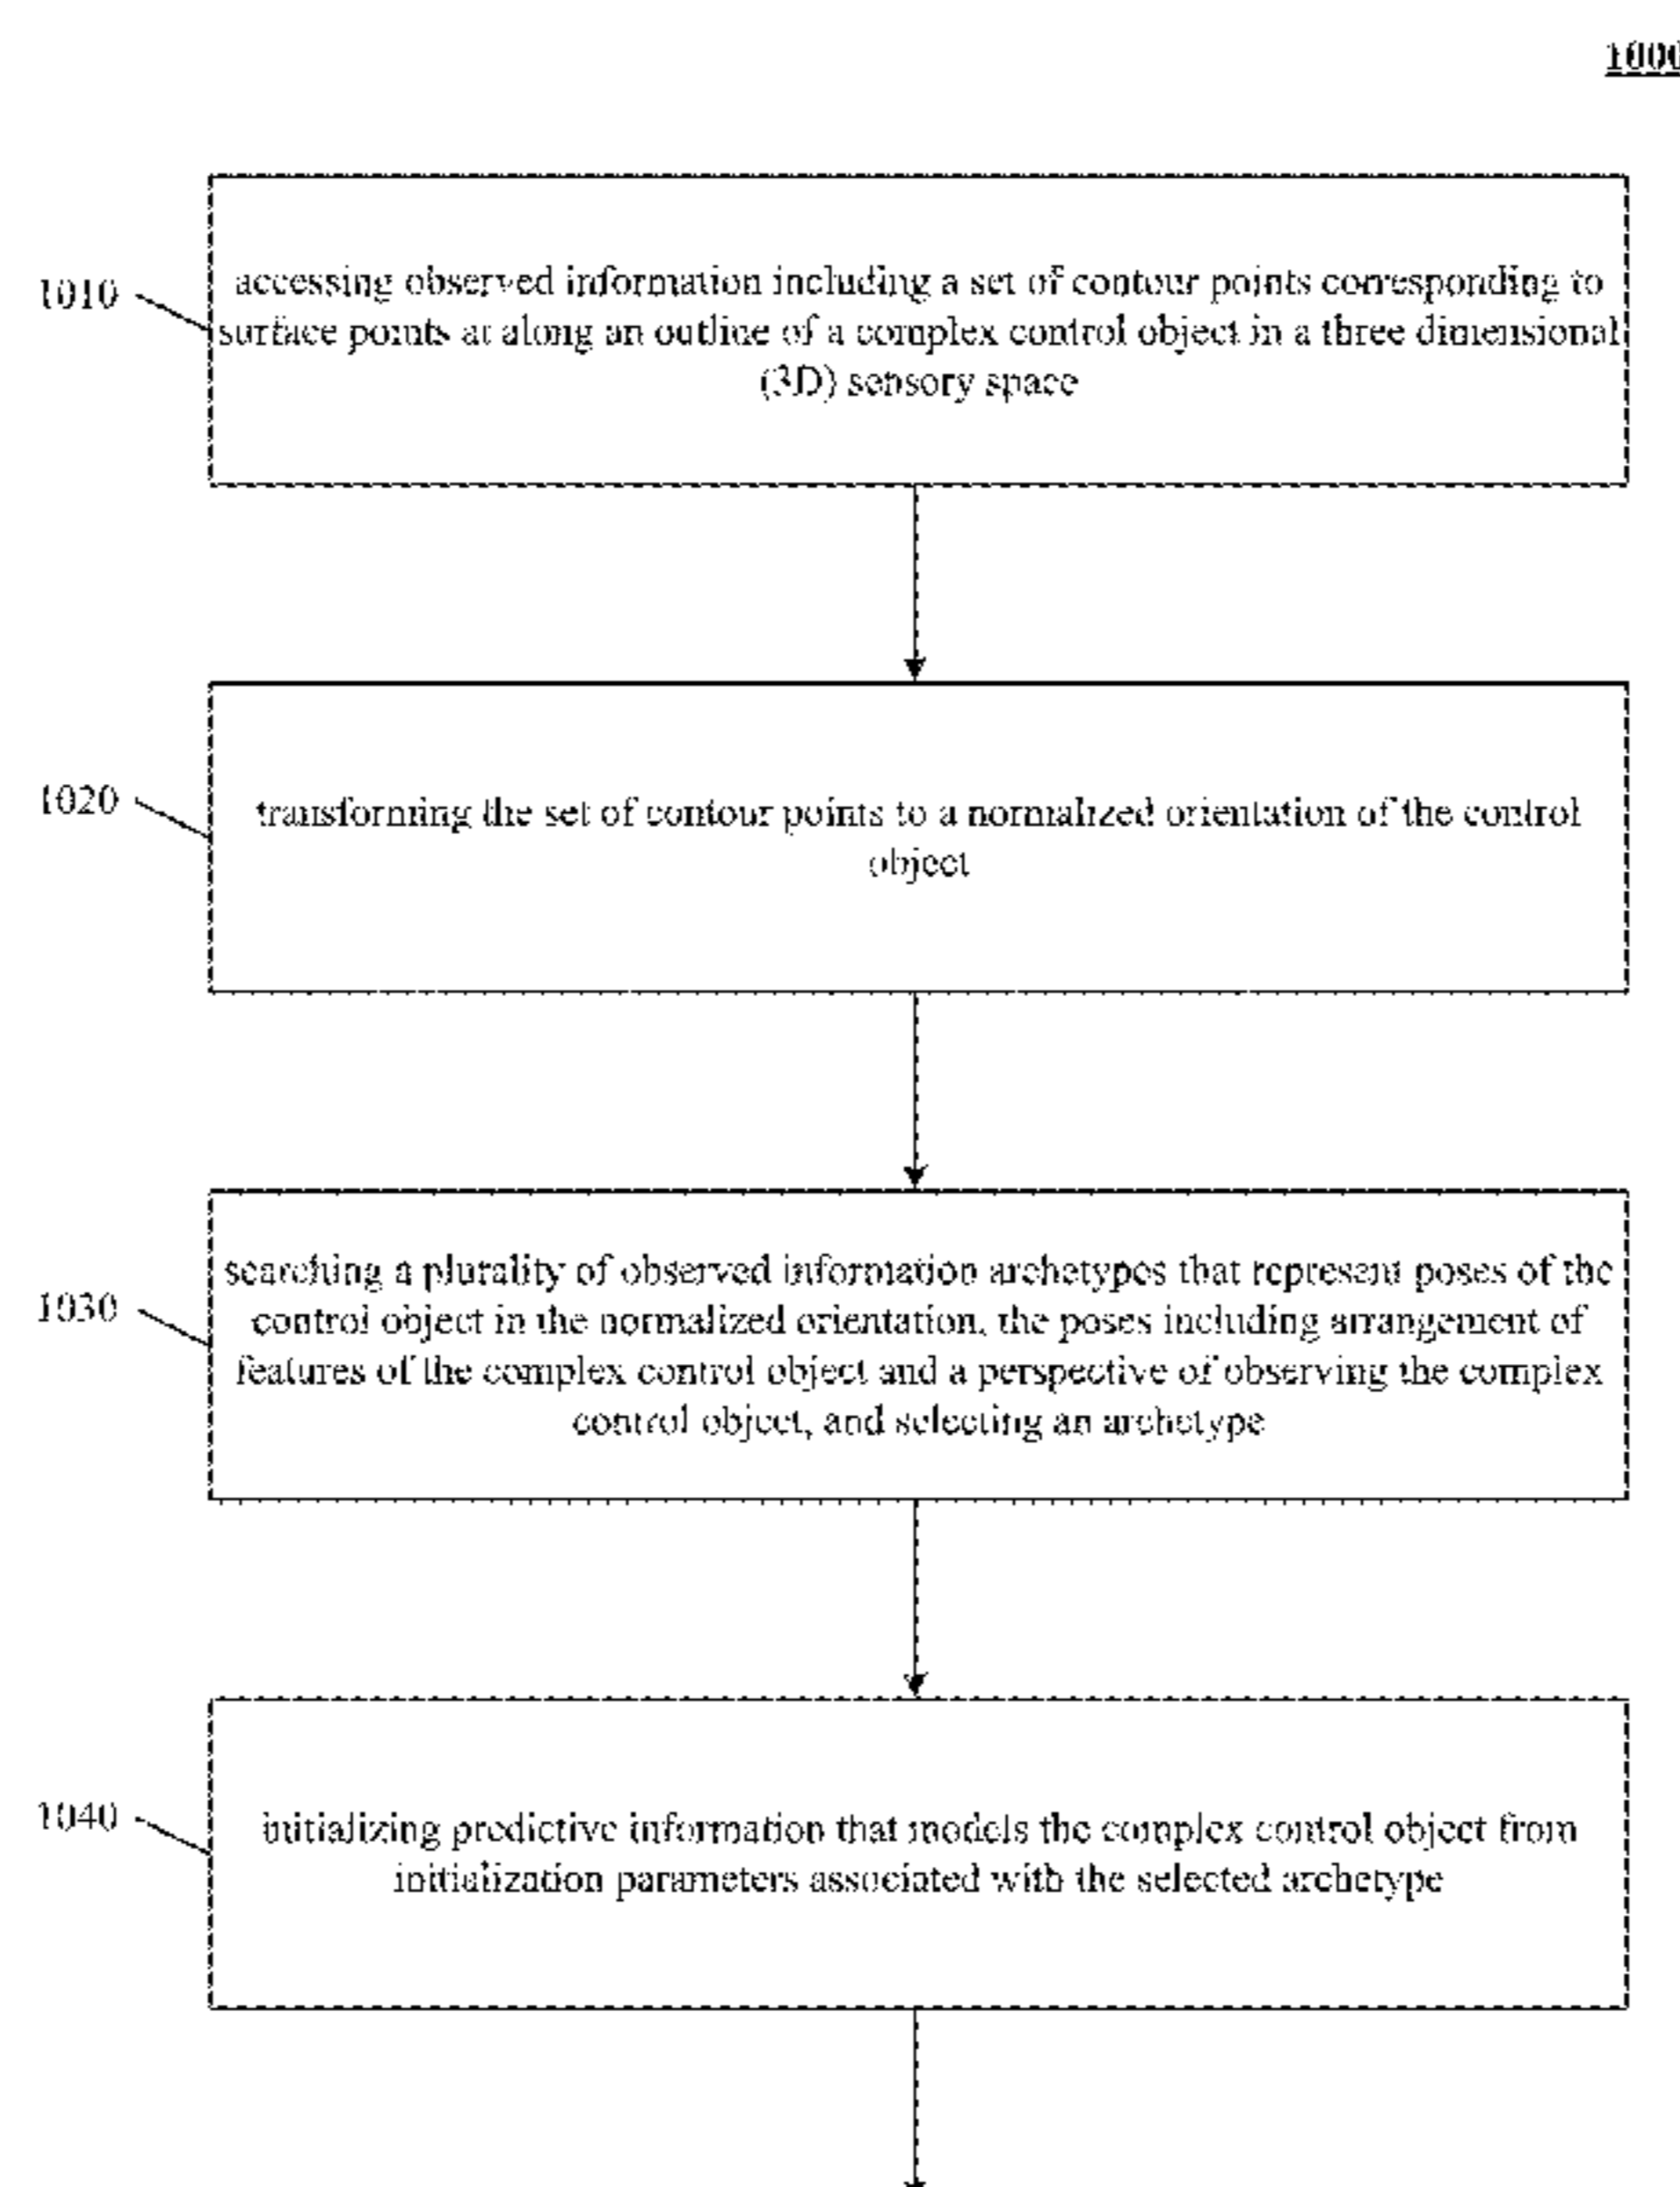 1000
1010
accessing observed information including a set of contour points corresponding to
surface points at along an outline of a complex control object in a three dimensional
(3D) sensory space
1020
transforming the set of contour points to a normalized orientation of the control
object
1030
searching a plurality of observed information archetypes that represent poses of the
control object in the normalized orientation, the poses including arrangement of
features of the complex control object and a perspective of observing the complex
control object, and selecting an archetype
1040
initializing predictive information that models the complex control object from
initialization parameters associated with the selected archetype